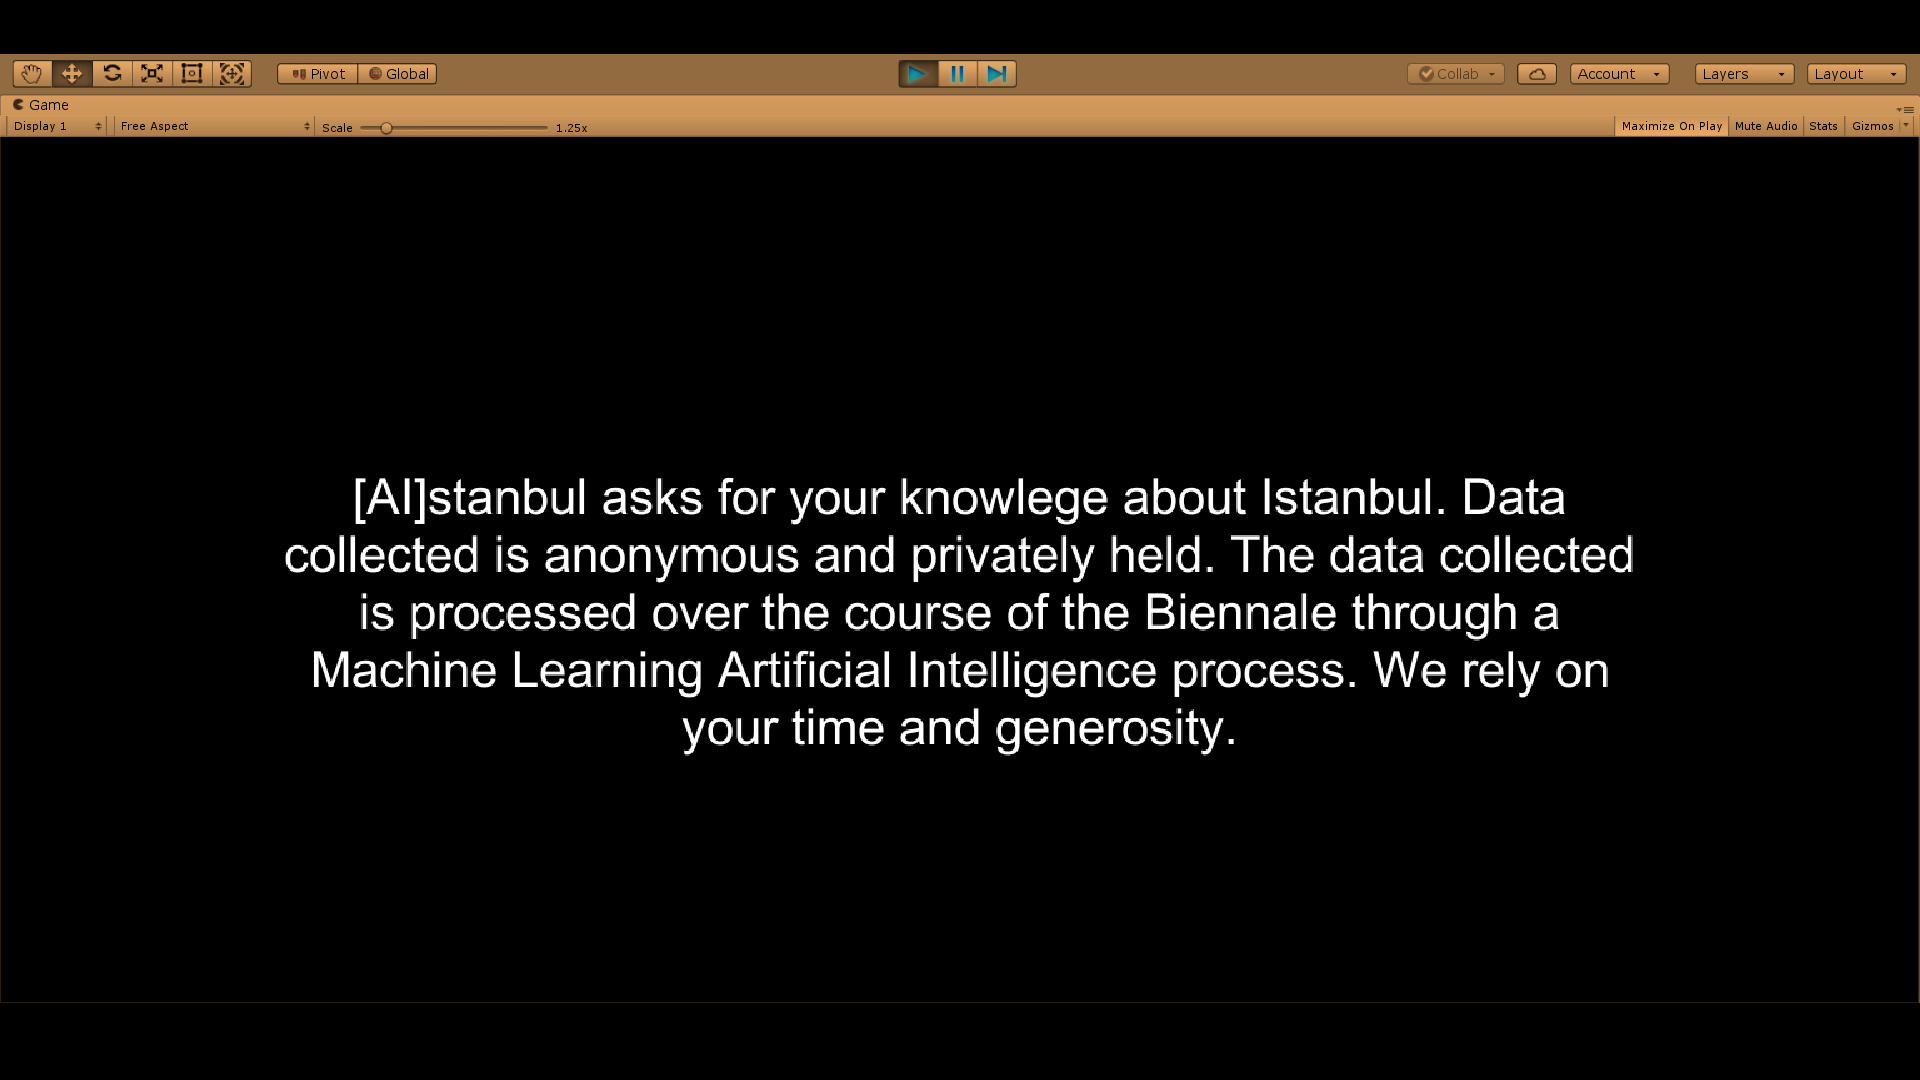 Pivot Global Collab Account Layers Layout
Game
Display 1 Free Aspect Scale 1.25x Maximize On Play Mute Audio Stats Gizmos
[AI]stanbul asks for your knowlege about Istanbul. Data
collected is anonymous and privately held. The data collected
is processed over the course of the Biennale through a
Machine Learning Artificial Intelligence process. We rely on
your time and generosity.